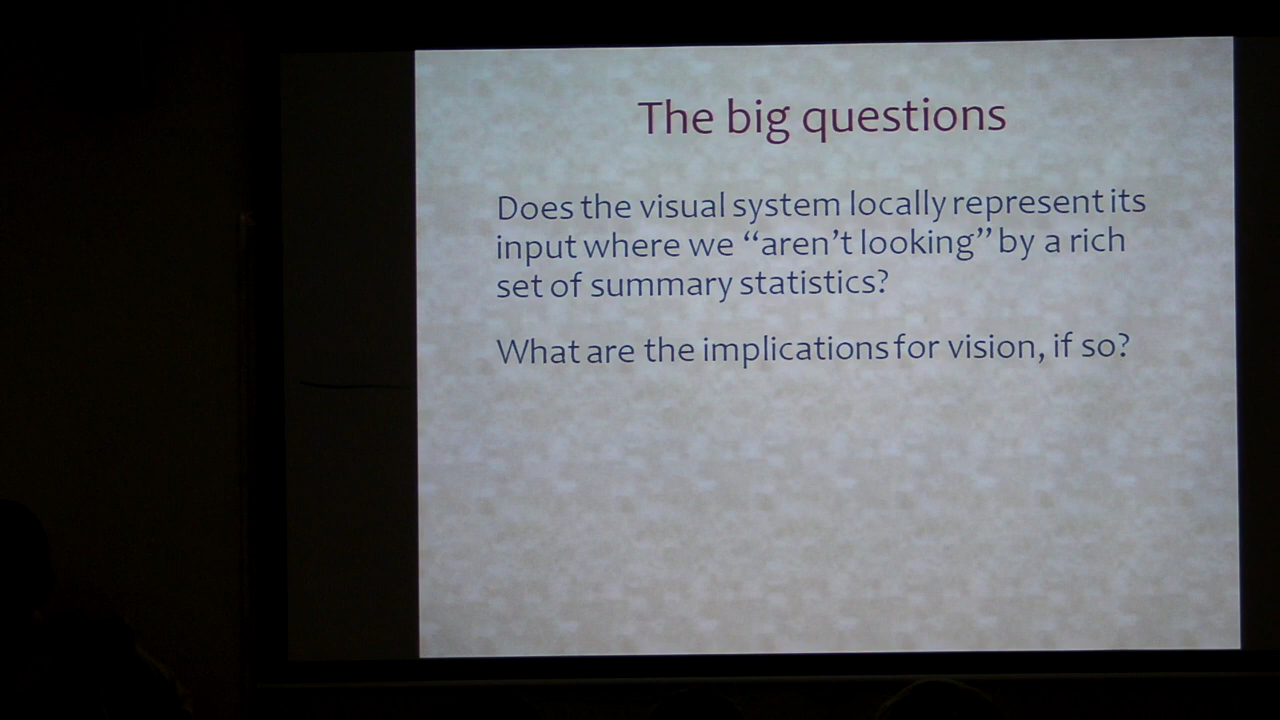 The big questions
Does the visual system locally represent its
input where we “aren’t looking” by a rich
set of summary statistics?
What are the implications for vision, if so?